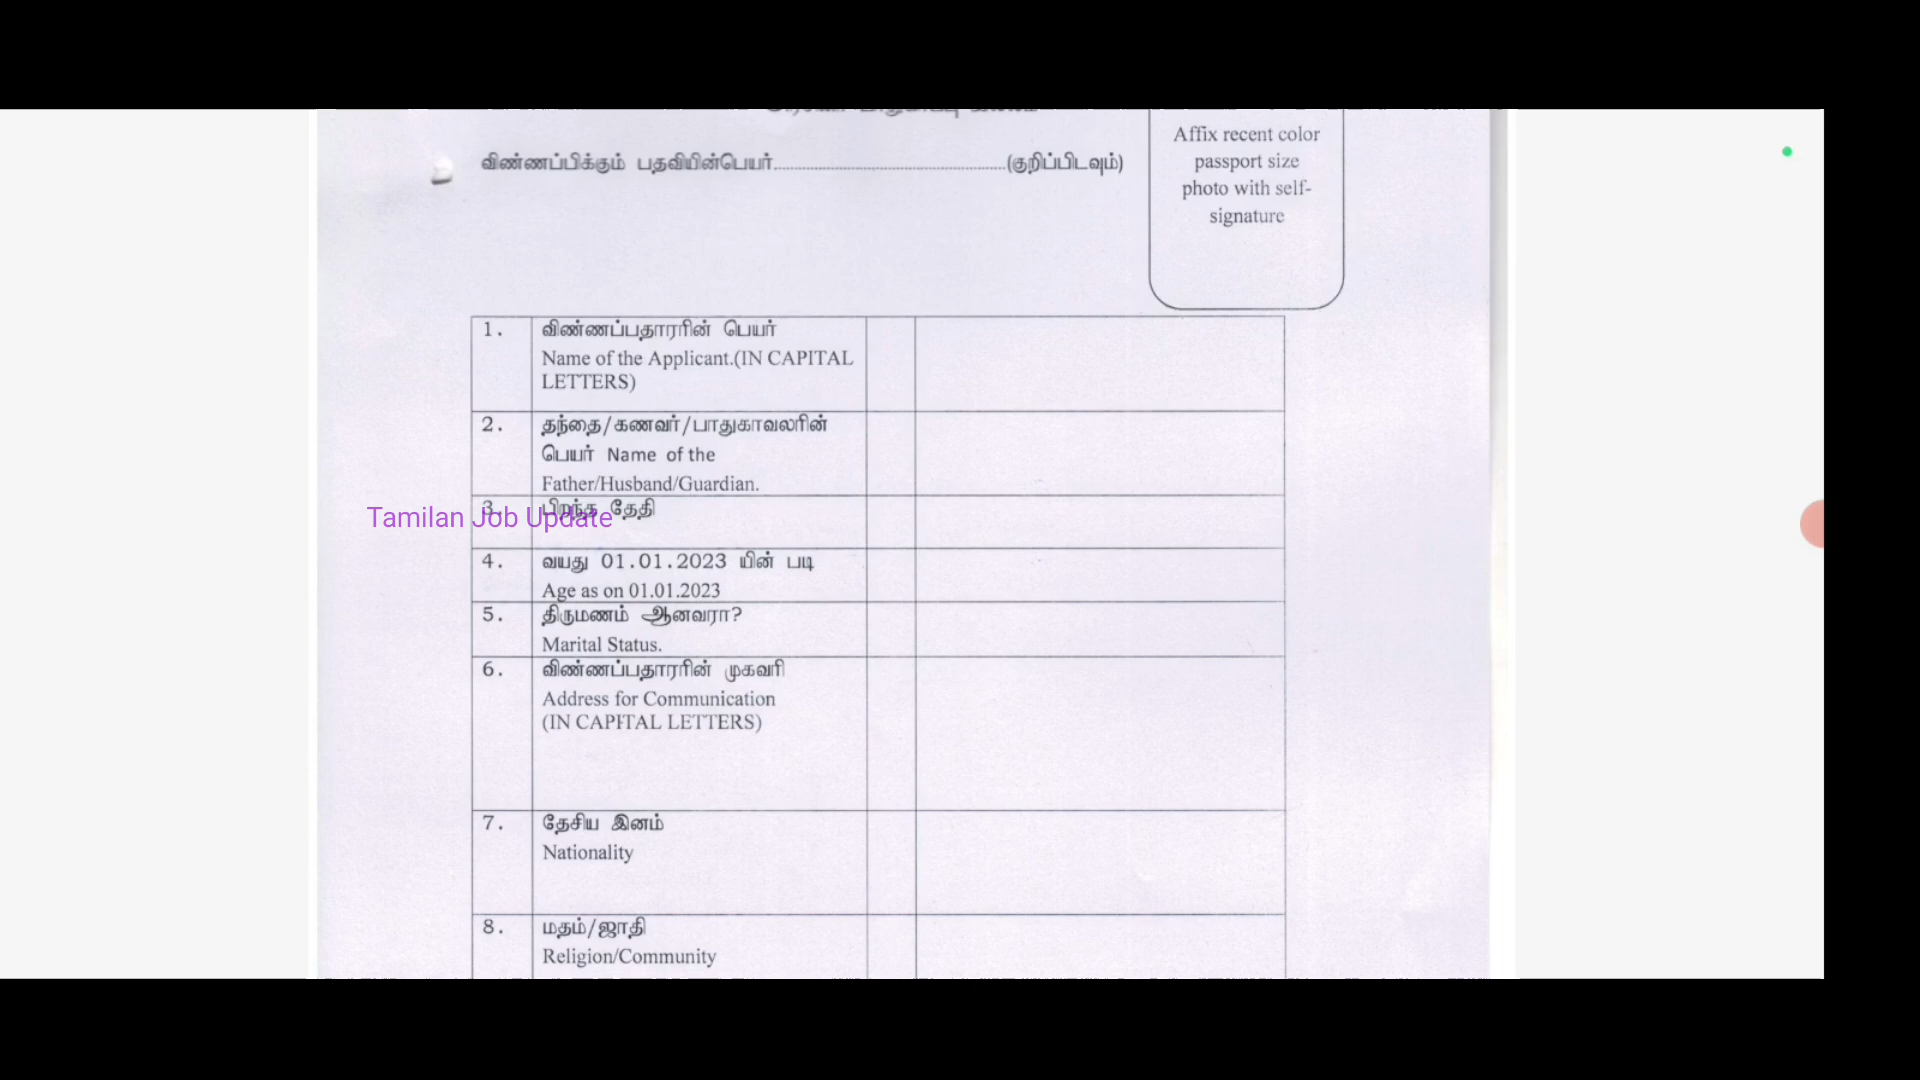 Affix recent color
passport size
photo with self-
signature
விண்ணப்பிக்கும் பதவியின்பெயர்..........................................................(குறிப்பிடவும்)
1. விண்ணப்பதாரரின் பெயர்
Name of the Applicant.(IN CAPITAL
LETTERS)
2. தந்தை/கணவர்/பாதுகாவலரின்
பெயர் Name of the
Father/Husband/Guardian.
3. பிறந்த தேதி
Tamilan Job Update
4. வயது 01.01.2023 யின் படி
Age as on 01.01.2023
5. திருமணம் ஆனவரா?
Marital Status.
6. விண்ணப்பதாரரின் முகவரி
Address for Communication
(IN CAPITAL LETTERS)
7. தேசிய இனம்
Nationality
8. மதம்/ஜாதி
Religion/Community